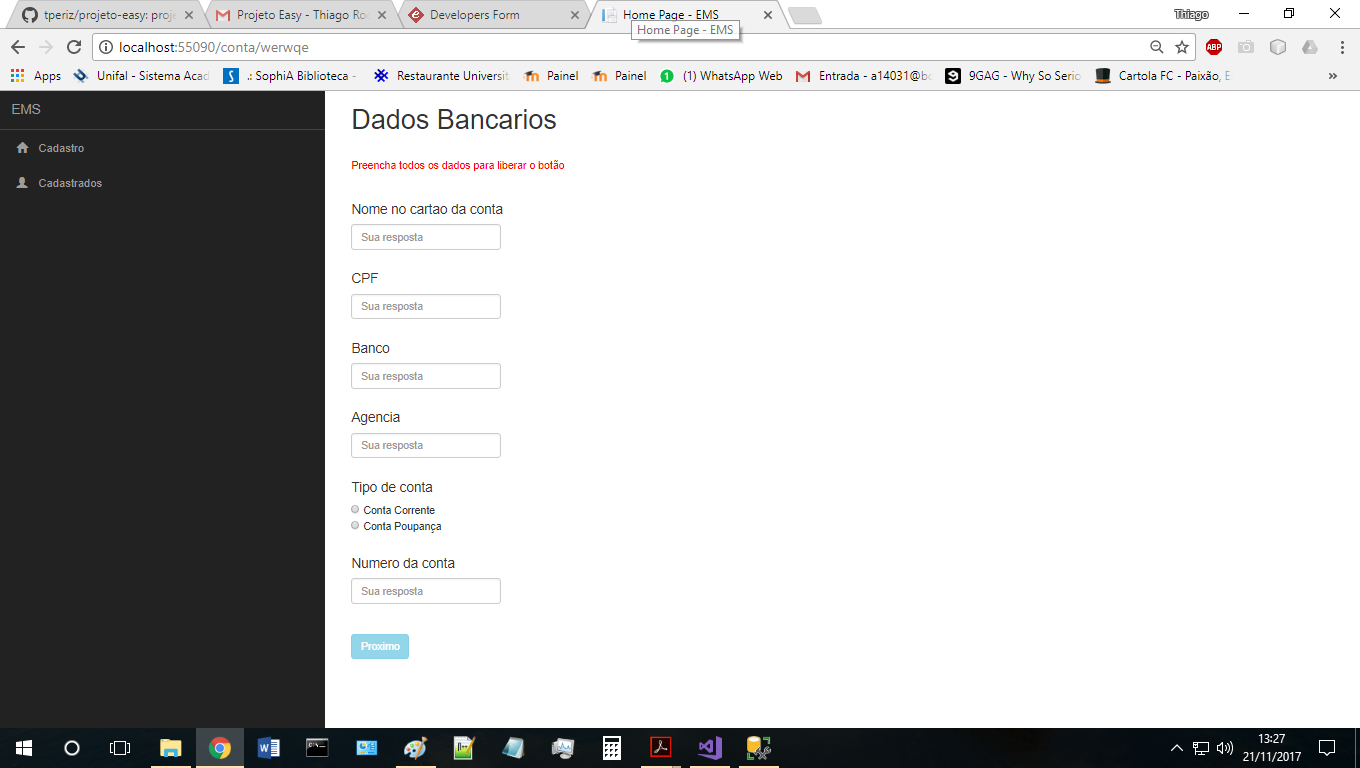 tperiz/projeto-easy: proje
Projeto Easy - Thiago Ro
Developers Form
Home Page - EMS
Thiago
Home Page - EMS
localhost:55090/conta/werwqe
ABP
Apps
Unifal - Sistema Acad
.: SophiA Biblioteca -
Restaurante Universit
Painel
Painel
(1) WhatsApp Web
Entrada - a14031@bc
9GAG - Why So Serio
Cartola FC - Paixão, E
»
EMS
Cadastro
Cadastrados
Dados Bancarios
Preencha todos os dados para liberar o botão
Nome no cartao da conta
Sua resposta
CPF
Sua resposta
Banco
Sua resposta
Agencia
Sua resposta
Tipo de conta
Conta Corrente
Conta Poupança
Numero da conta
Sua resposta
Proximo
13:27
21/11/2017